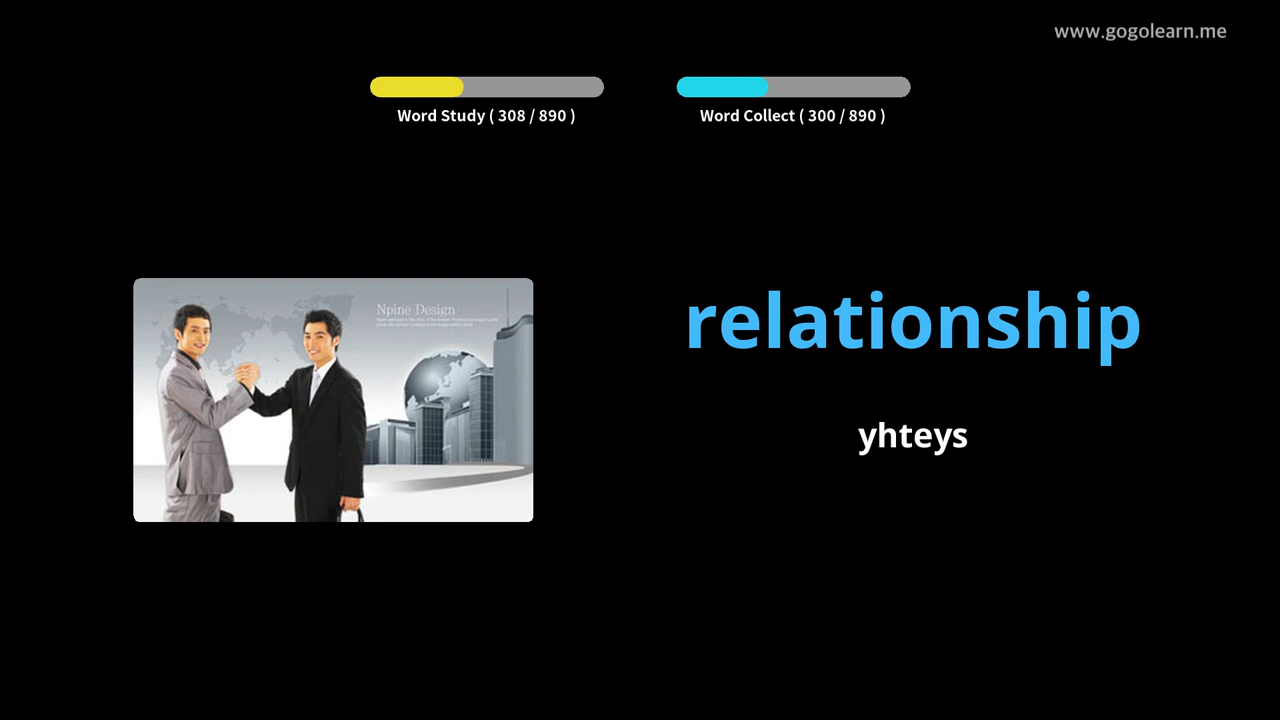 www.gogolearn.me
Word Study ( 308 / 890 )
Word Collect ( 300 / 890 )
Npine Design
relationship
yhteys